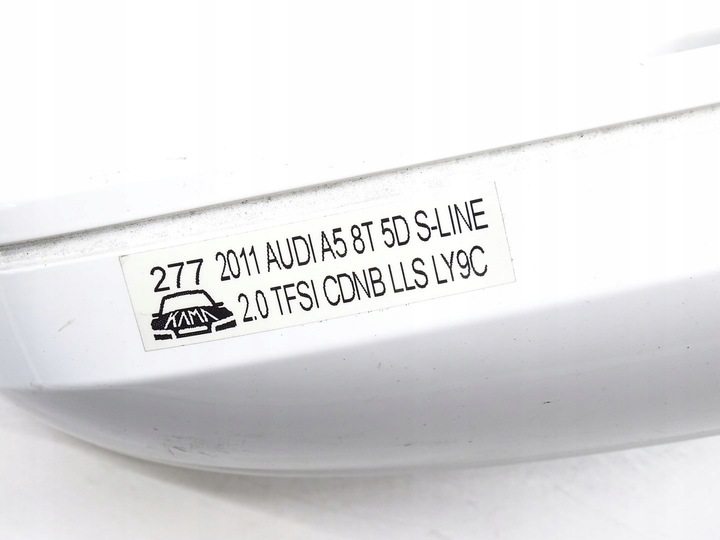 277 2011 AUDI A5 8T 5D S-LINE
KAMA 2.0 TFSI CDNB LLS LY9C